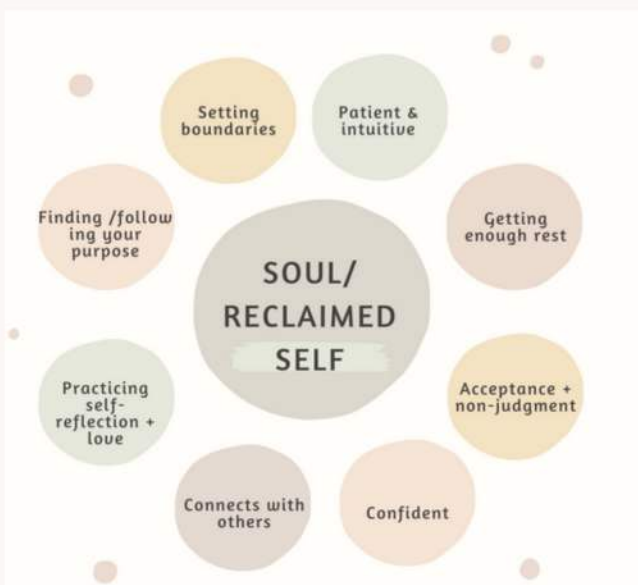 Setting
boundaries
Patient &
intuitive
Finding /follow
ing your
purpose
Getting
enough rest
SOUL/
RECLAIMED
SELF
Practicing
self-
reflection +
love
Acceptance +
non-judgment
Connects with
others
Confident